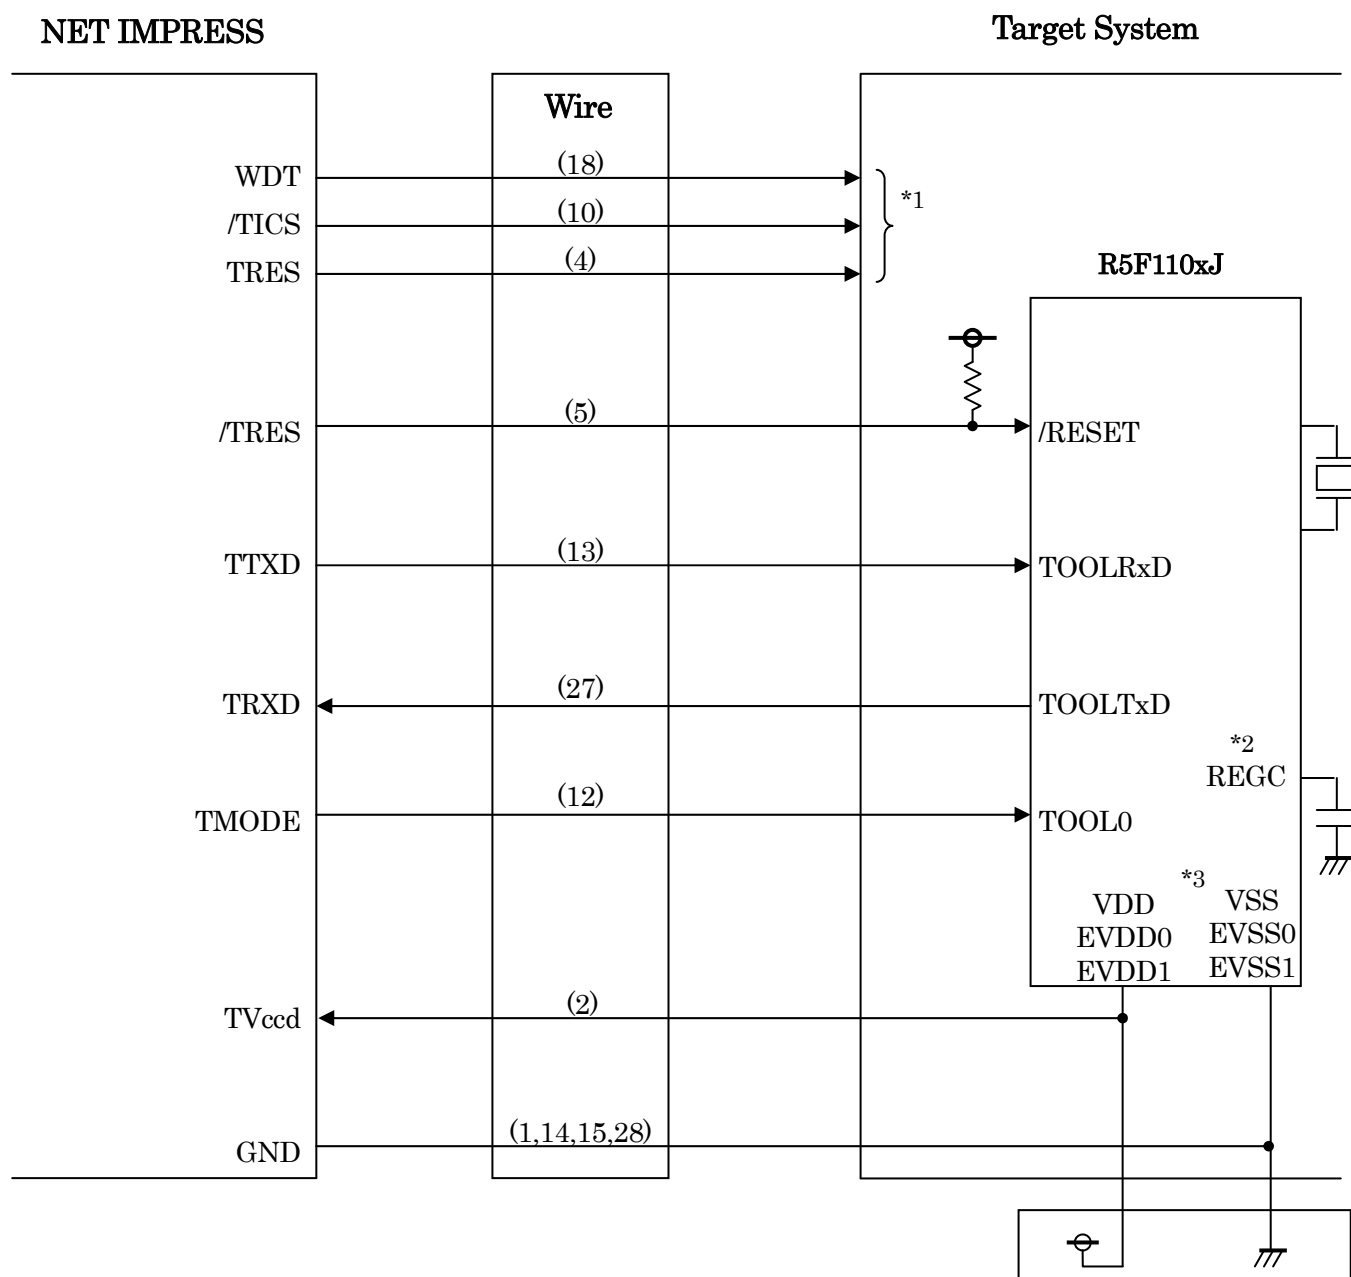 NET IMPRESS
Target System
Wire
WDT
(18)
*1
/TICS
(10)
TRES
(4)
R5F110xJ
/TRES
(5)
/RESET
TTXD
(13)
TOOLRxD
TRXD
(27)
TOOLTxD
*2
REGC
TMODE
(12)
TOOL0
*3
VDD
VSS
EVDD0
EVSS0
EVDD1
EVSS1
TVccd
(2)
GND
(1,14,15,28)